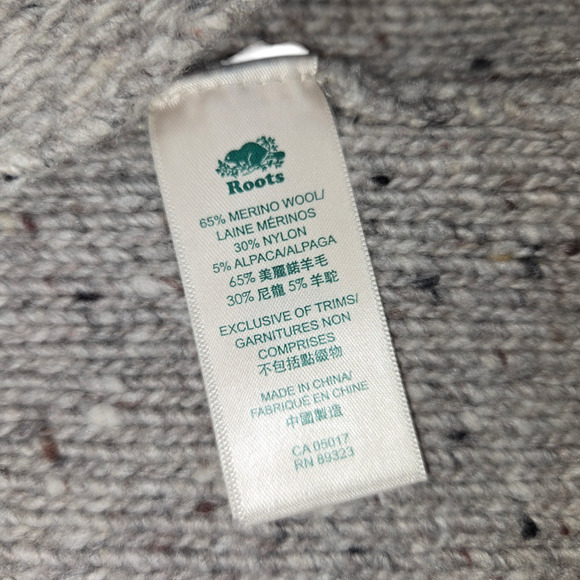 Roots
65% MERINO WOOL/
LAINE MÉRINOS
30% NYLON
5% ALPACA/ALPAGA
65% 美麗諾羊毛
30% 尼龍 5% 羊駝
EXCLUSIVE OF TRIMS/
GARNITURES NON
COMPRISES
不包括點綴物
MADE IN CHINA/
FABRIQUÉ EN CHINE
中國製造
CA 05017
RN 89323